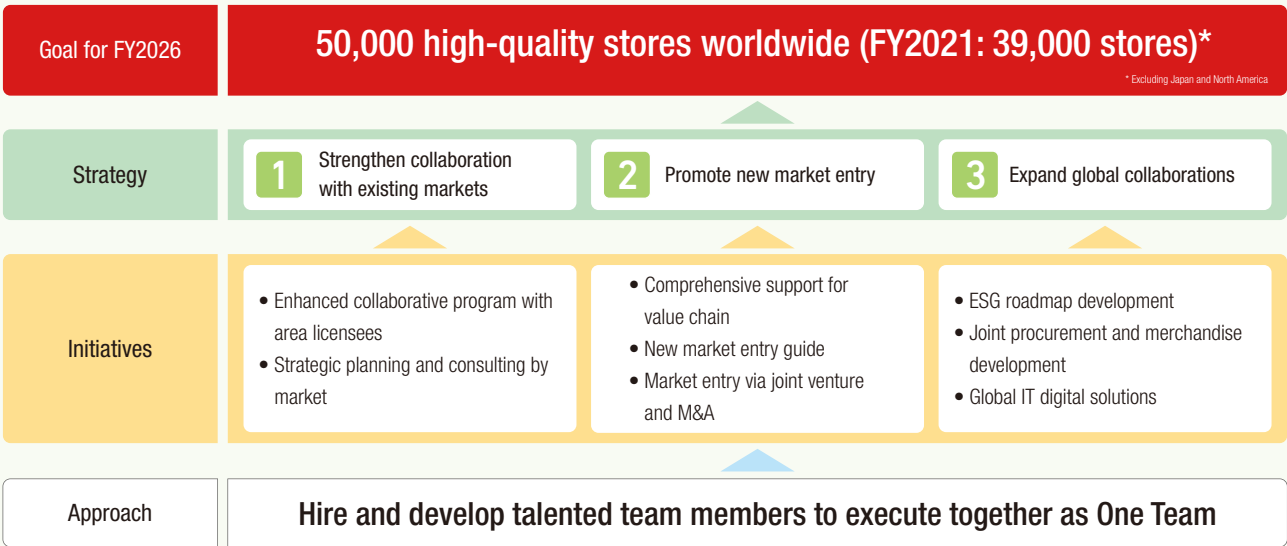 Goal for FY2026
50,000 high-quality stores worldwide (FY2021: 39,000 stores)*
* Excluding Japan and North America
Strategy
1
Strengthen collaboration
with existing markets
2
Promote new market entry
3
Expand global collaborations
Initiatives
• Enhanced collaborative program with
area licensees
• Strategic planning and consulting by
market
• Comprehensive support for
value chain
• New market entry guide
• Market entry via joint venture
and M&A
• ESG roadmap development
• Joint procurement and merchandise
development
• Global IT digital solutions
Approach
Hire and develop talented team members to execute together as One Team